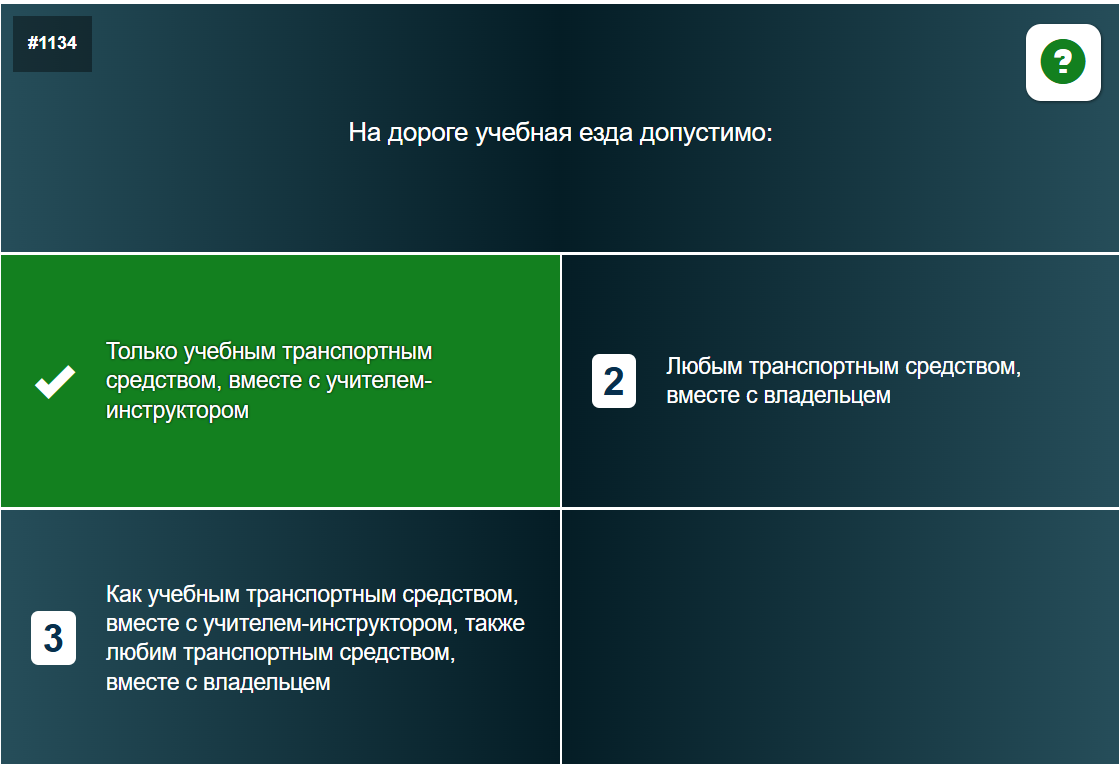 #1134
?
На дороге учебная езда допустимо:
Только учебным транспортным
средством, вместе с учителем-
инструктором
2
Любым транспортным средством,
вместе с владельцем
3
Как учебным транспортным средством,
вместе с учителем-инструктором, также
любим транспортным средством,
вместе с владельцем